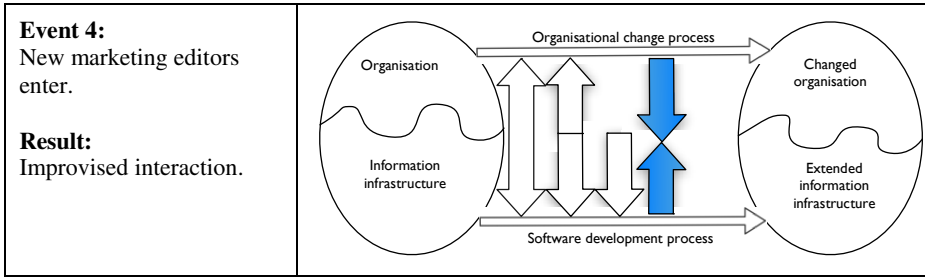 Event 4:
New marketing editors
enter.
Result:
Improvised interaction.
Organisational change process
Organisation
Information
infrastructure
Changed
organisation
Extended
information
infrastructure
Software development process